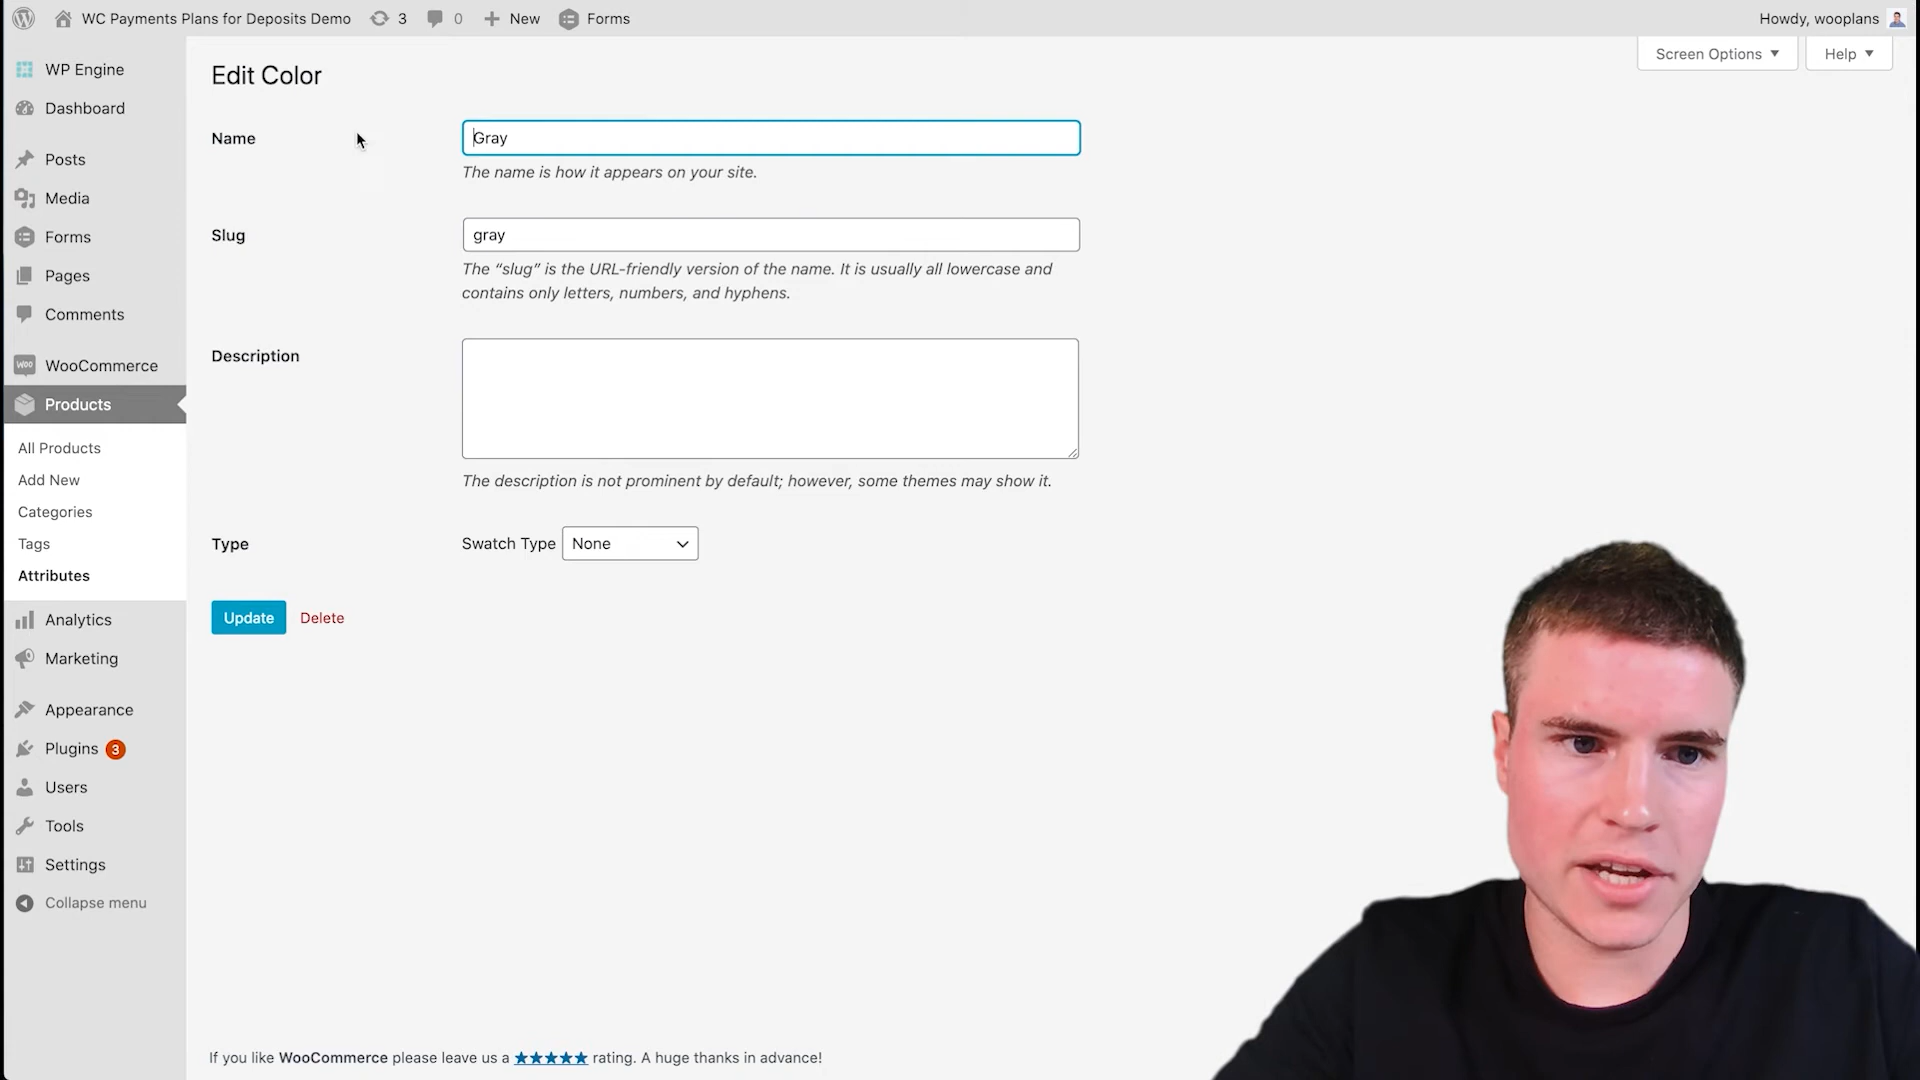 WC Payments Plans for Deposits Demo 3 0 New Forms Howdy, wooplans
Screen Options Help
WP Engine
Dashboard
Posts
Media
Forms
Pages
Comments
Woo WooCommerce
Products
All Products
Add New
Categories
Tags
Attributes
Analytics
Marketing
Appearance
Plugins 3
Users
Tools
Settings
Collapse menu
Edit Color
Name Gray
The name is how it appears on your site.
Slug gray
The “slug” is the URL-friendly version of the name. It is usually all lowercase and
contains only letters, numbers, and hyphens.
Description
The description is not prominent by default; however, some themes may show it.
Type Swatch Type None
Update Delete
If you like WooCommerce please leave us a ★★★★★ rating. A huge thanks in advance!